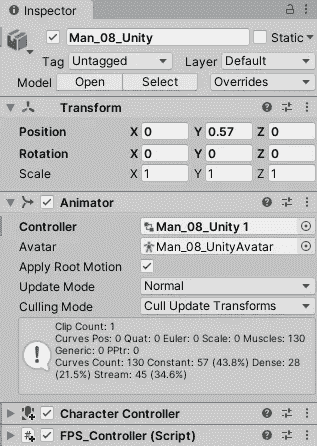 Inspector
Man_08_Unity Static
Tag Untagged Layer Default
Model Open Select Overrides
Transform
Position X 0 Y 0.57 Z 0
Rotation X 0 Y 0 Z 0
Scale X 1 Y 1 Z 1
Animator
Controller Man_08_Unity 1
Avatar Man_08_UnityAvatar
Apply Root Motion
Update Mode Normal
Culling Mode Cull Update Transforms
Clip Count: 1
Curves Pos: 0 Quat: 0 Euler: 0 Scale: 0 Muscles: 130
Generic: 0 PPtr: 0
Curves Count: 130 Constant: 57 (43.8%) Dense: 28
(21.5%) Stream: 45 (34.6%)
Character Controller
FPS_Controller (Script)